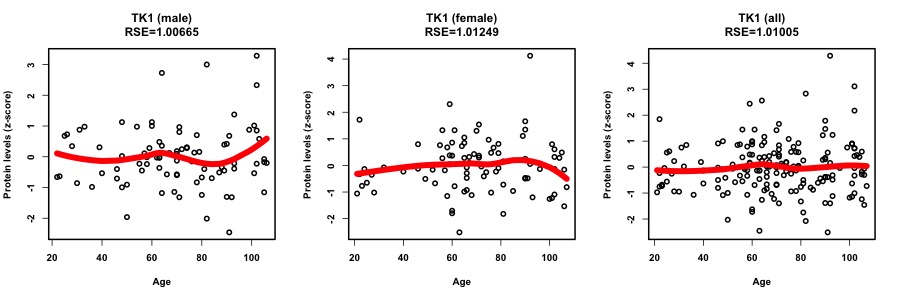 TK1 (male)
RSE=1.00665
Protein levels (z-score)
3
2
1
0
-1
-2
20 40 60 80 100
Age
TK1 (female)
RSE=1.01249
Protein levels (z-score)
4
3
2
1
0
-1
-2
20 40 60 80 100
Age
TK1 (all)
RSE=1.01005
Protein levels (z-score)
4
3
2
1
0
-1
-2
20 40 60 80 100
Age